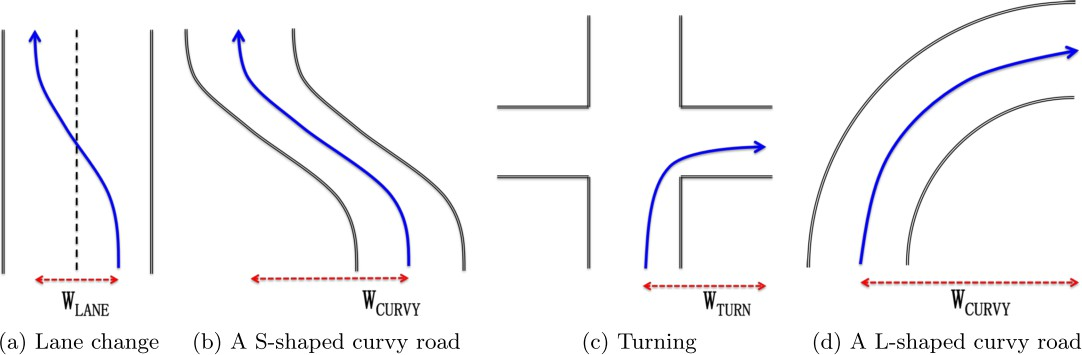 W_LANE
W_CURVY
W_TURN
W_CURVY
(a) Lane change
(b) A S-shaped curvy road
(c) Turning
(d) A L-shaped curvy road